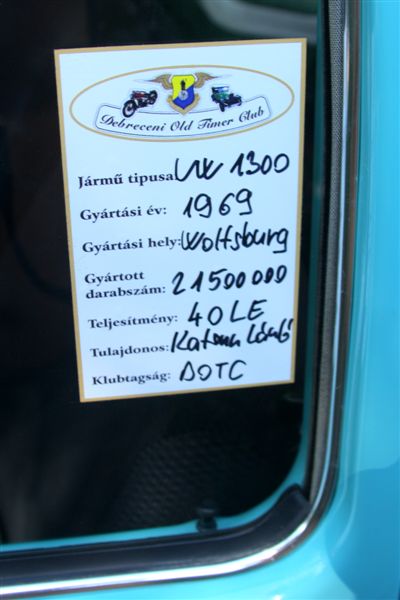 Debreceni Old Timer Club
Jármű tipusa: VW 1300
Gyártási év: 1969
Gyártási hely: Wolfsburg
Gyártott
darabszám: 21500000
Teljesítmény: 40 LE
Tulajdonos: Katona
Klubtagság: DOTC